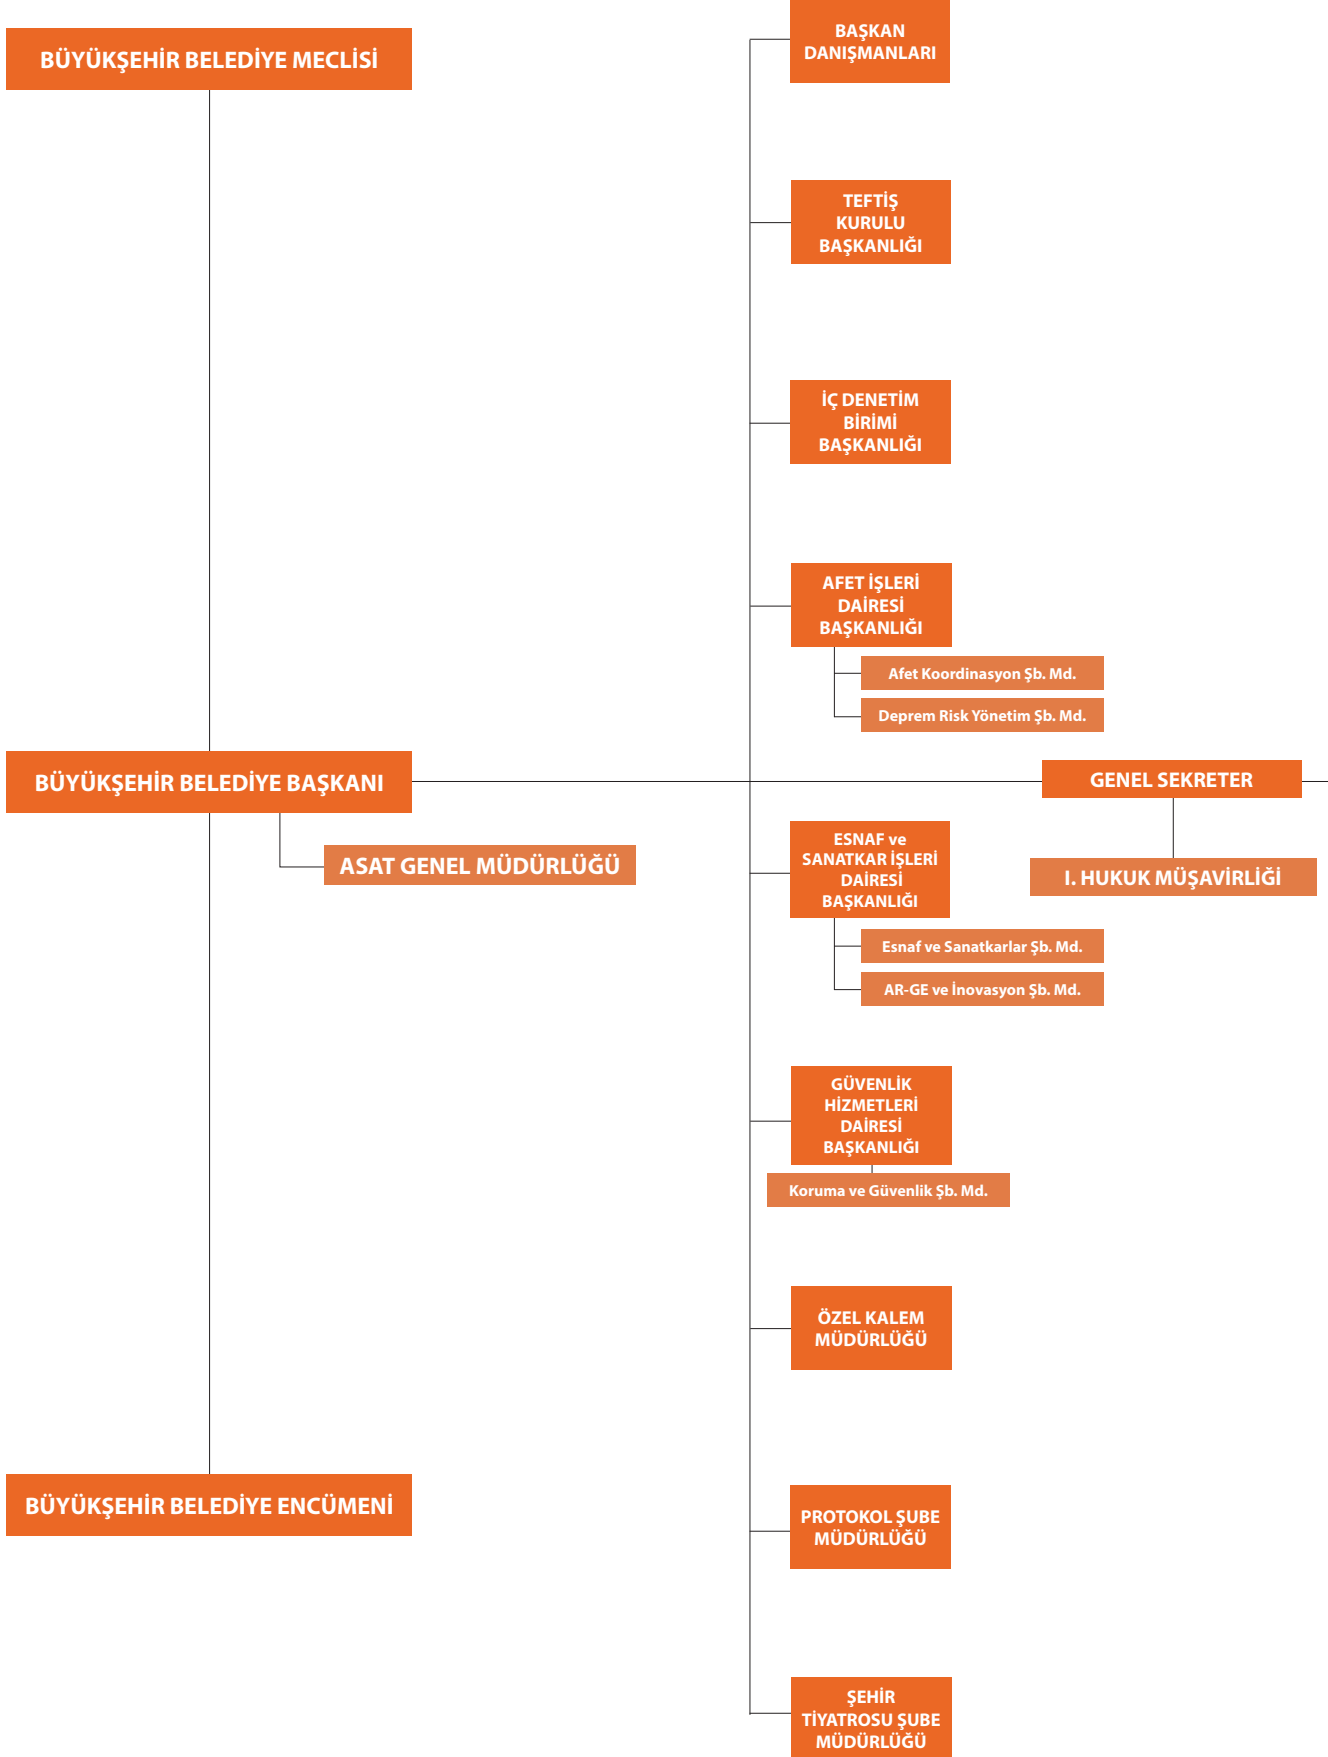 BÜYÜKŞEHİR BELEDİYE MECLİSİ
BAŞKAN
DANIŞMANLARI
TEFTİŞ
KURULU
BAŞKANLIĞI
İÇ DENETİM
BİRİMİ
BAŞKANLIĞI
AFET İŞLERİ
DAİRESİ
BAŞKANLIĞI
Afet Koordinasyon Şb. Md.
Deprem Risk Yönetim Şb. Md.
BÜYÜKŞEHİR BELEDİYE BAŞKANI
GENEL SEKRETER
ASAT GENEL MÜDÜRLÜĞÜ
ESNAF ve
SANATKAR İŞLERİ
DAİRESİ
BAŞKANLIĞI
I. HUKUK MÜŞAVİRLİĞİ
Esnaf ve Sanatkarlar Şb. Md.
AR-GE ve İnovasyon Şb. Md.
GÜVENLİK
HİZMETLERİ
DAİRESİ
BAŞKANLIĞI
Koruma ve Güvenlik Şb. Md.
ÖZEL KALEM
MÜDÜRLÜĞÜ
BÜYÜKŞEHİR BELEDİYE ENCÜMENİ
PROTOKOL ŞUBE
MÜDÜRLÜĞÜ
ŞEHİR
TİYATROSU ŞUBE
MÜDÜRLÜĞÜ